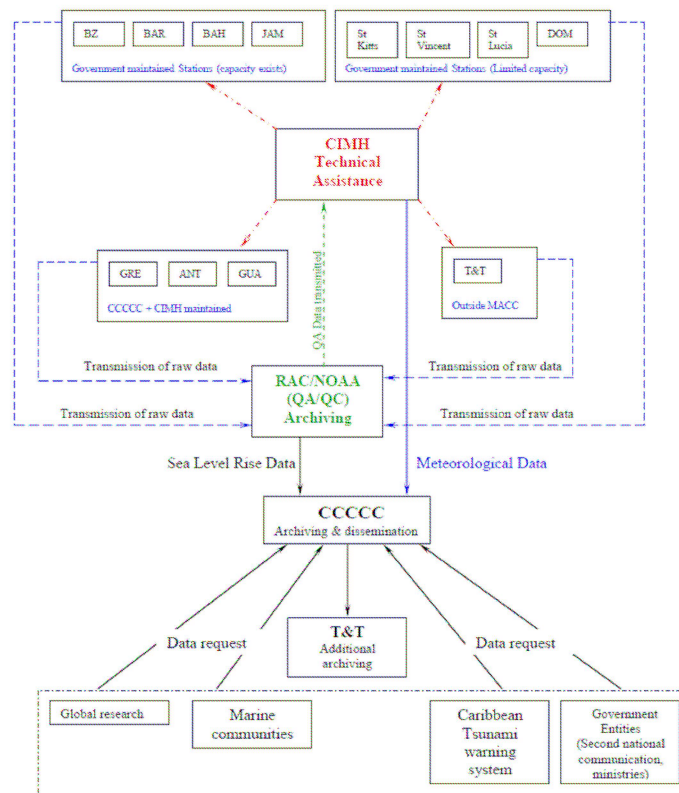 BZ
BAR
BAH
JAM
Government maintained Stations (capacity exists)
St
Kitts
St
Vincent
St
Lucia
DOM
Government maintained Stations (Limited capacity)
CIMH
Technical
Assistance
GRE
ANT
GUA
CCCCC + CIMH maintained
QA Data transmitted
T&T
Outside MACC
Transmission of raw data
Transmission of raw data
RAC/NOAA
(QA/QC)
Archiving
Transmission of raw data
Transmission of raw data
Sea Level Rise Data
Meteorological Data
CCCCC
Archiving & dissemination
Data request
T&T
Additional
archiving
Data request
Global research
Marine
communities
Caribbean
Tsunami
warning
system
Government
Entities
(Second national
communication,
ministries)